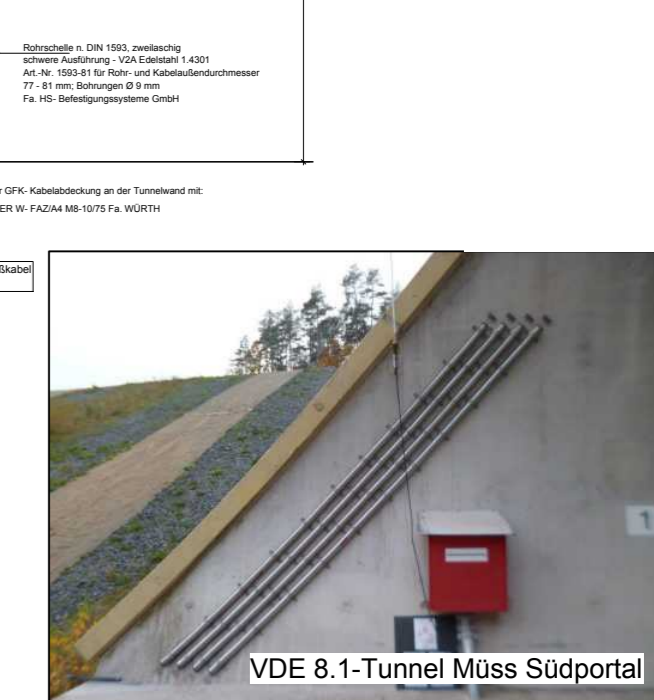 Rohrschelle n. DIN 1593, zweilaschig
schwere Ausführung - V2A Edelstahl 1.4301
Art.-Nr. 1593-81 für Rohr- und Kabelaußendurchmesser
77 - 81 mm; Bohrungen Ø 9 mm
Fa. HS- Befestigungssysteme GmbH
r GFK- Kabelabdeckung an der Tunnelwand mit:
ER W- FAZ/A4 M8-10/75 Fa. WÜRTH
ßkabel
1
VDE 8.1-Tunnel Müss Südportal